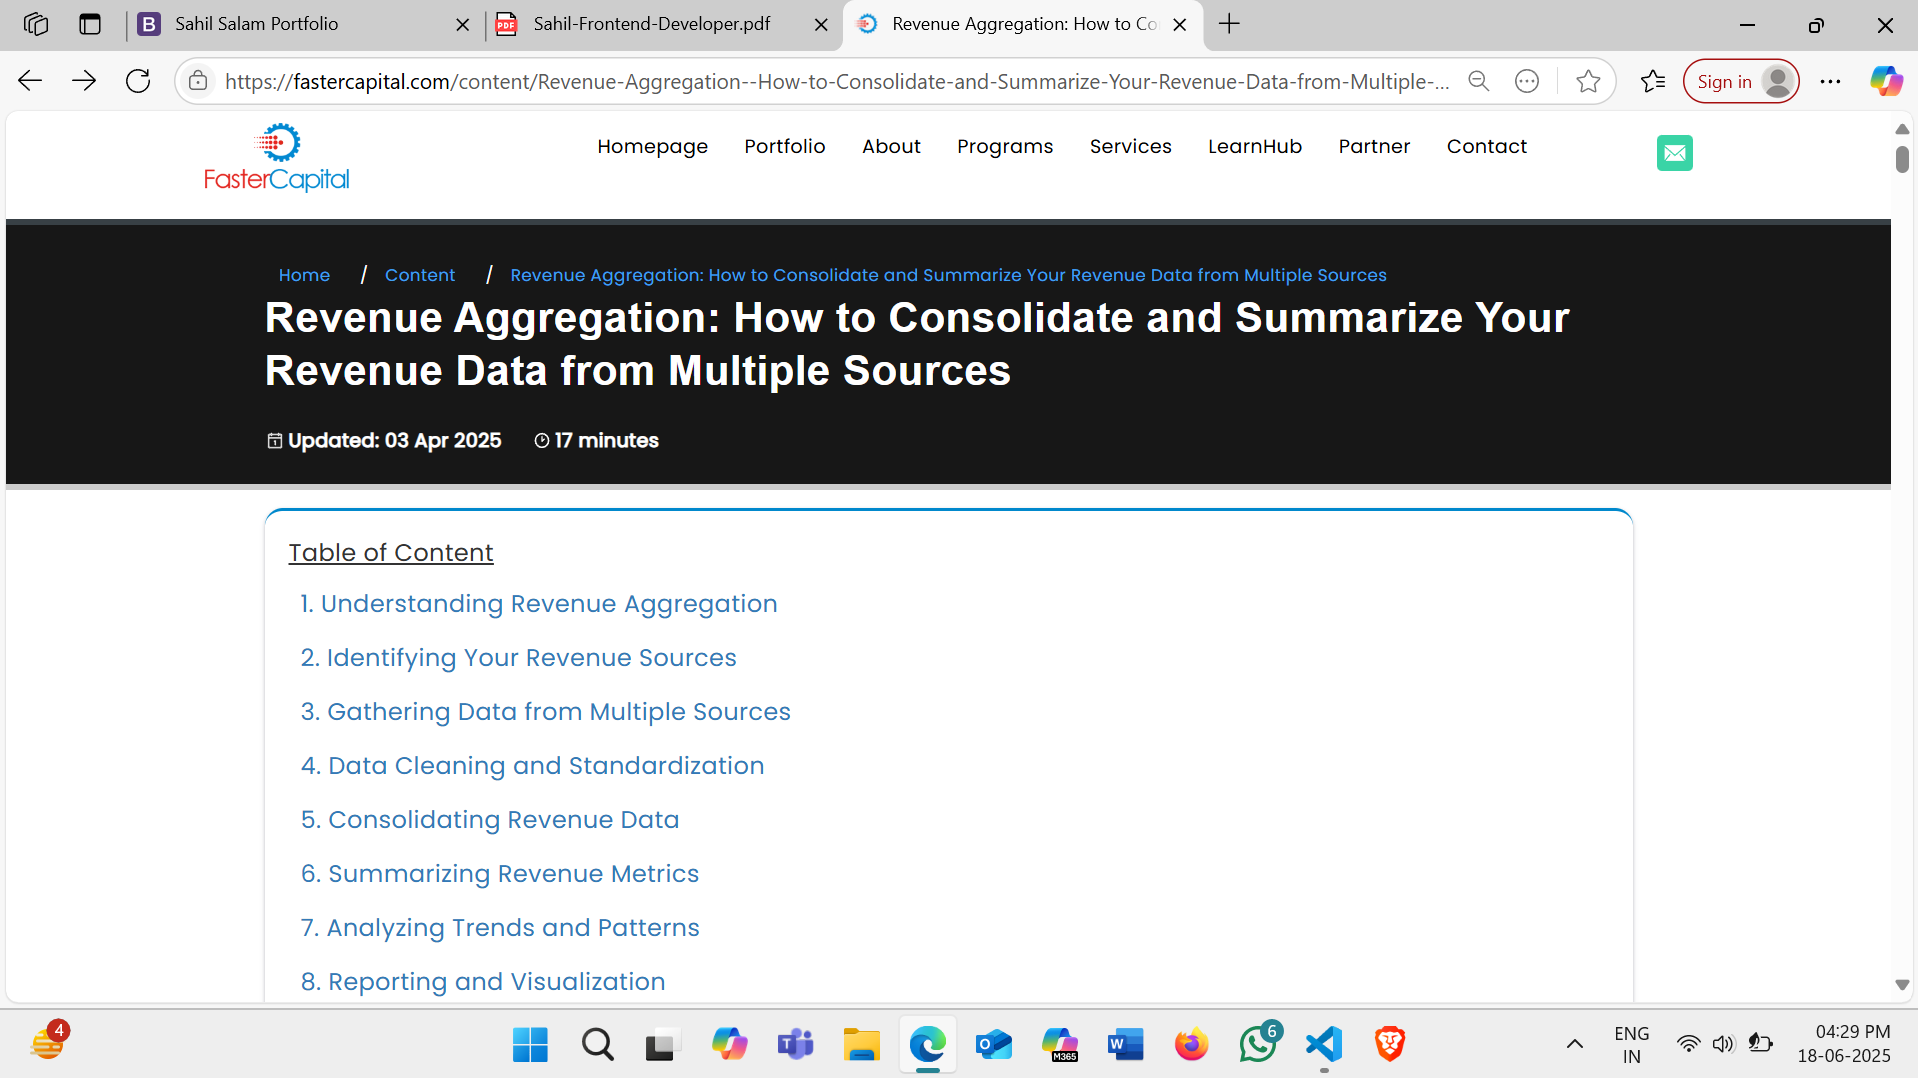 Sahil Salam Portfolio
Sahil-Frontend-Developer.pdf
Revenue Aggregation: How to Co
https://fastercapital.com/content/Revenue-Aggregation--How-to-Consolidate-and-Summarize-Your-Revenue-Data-from-Multiple-...
Sign in
FasterCapital
Homepage
Portfolio
About
Programs
Services
LearnHub
Partner
Contact
Home / Content / Revenue Aggregation: How to Consolidate and Summarize Your Revenue Data from Multiple Sources
Revenue Aggregation: How to Consolidate and Summarize Your
Revenue Data from Multiple Sources
Updated: 03 Apr 2025 17 minutes
Table of Content
1. Understanding Revenue Aggregation
2. Identifying Your Revenue Sources
3. Gathering Data from Multiple Sources
4. Data Cleaning and Standardization
5. Consolidating Revenue Data
6. Summarizing Revenue Metrics
7. Analyzing Trends and Patterns
8. Reporting and Visualization
4
M365
6
ENG
IN
04:29 PM
18-06-2025